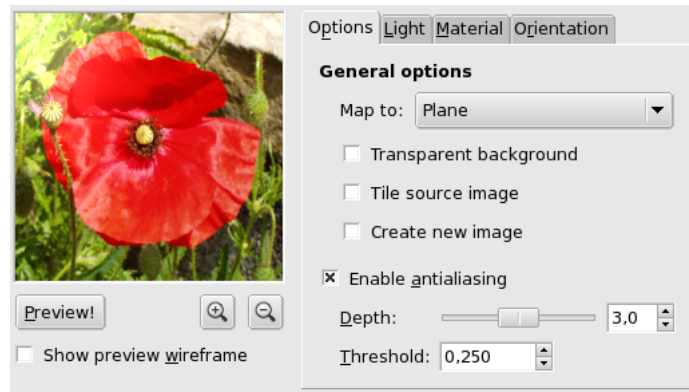 Options Light Material Orientation
General options
Map to: Plane
Transparent background
Tile source image
Create new image
Enable antialiasing
Depth: 3,0
Threshold: 0,250
Preview!
Show preview wireframe